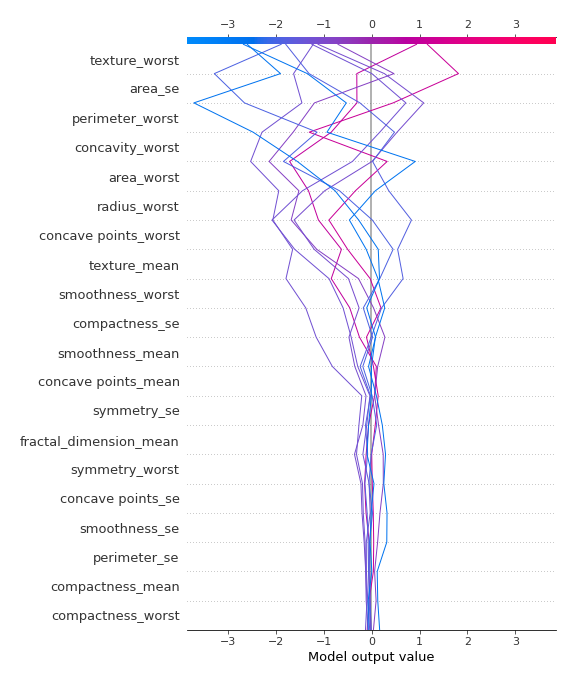 −3 −2 −1 0 1 2 3
texture_worst
area_se
perimeter_worst
concavity_worst
area_worst
radius_worst
concave points_worst
texture_mean
smoothness_worst
compactness_se
smoothness_mean
concave points_mean
symmetry_se
fractal_dimension_mean
symmetry_worst
concave points_se
smoothness_se
perimeter_se
compactness_mean
compactness_worst
−3 −2 −1 0 1 2 3
Model output value